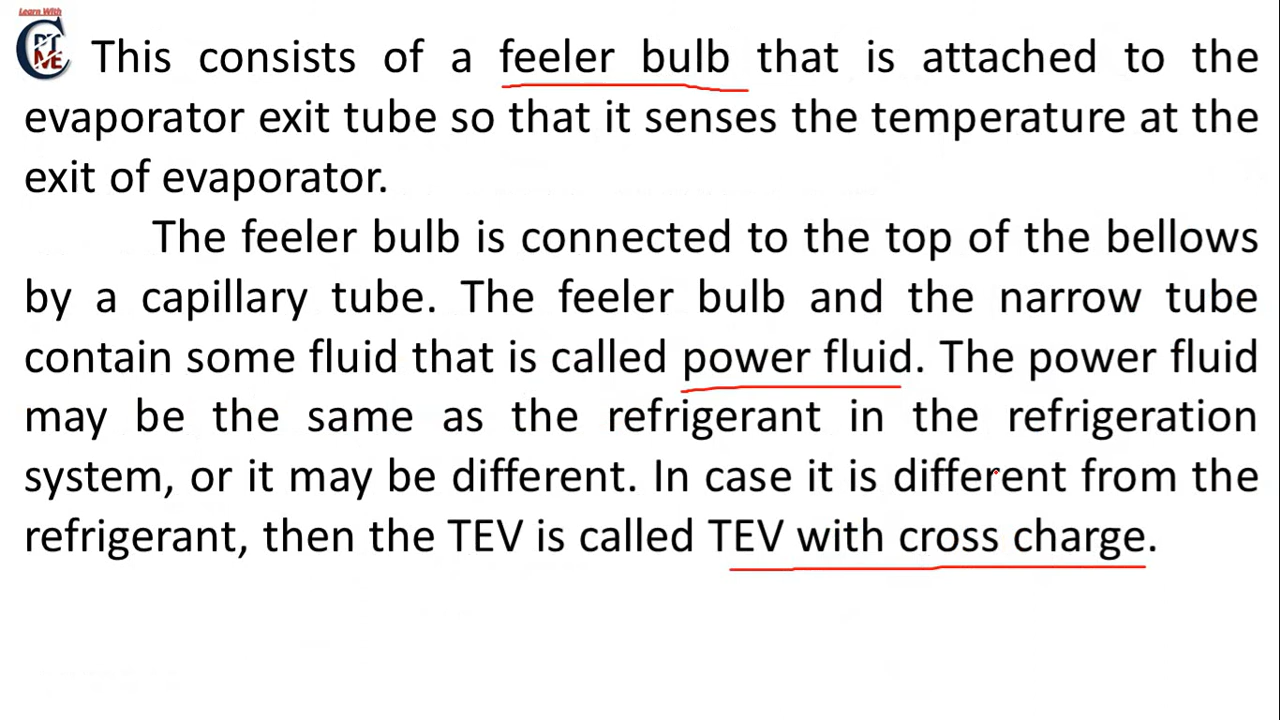 Learn With
This consists of a feeler bulb that is attached to the
evaporator exit tube so that it senses the temperature at the
exit of evaporator.
The feeler bulb is connected to the top of the bellows
by a capillary tube. The feeler bulb and the narrow tube
contain some fluid that is called power fluid. The power fluid
may be the same as the refrigerant in the refrigeration
system, or it may be different. In case it is different from the
refrigerant, then the TEV is called TEV with cross charge.